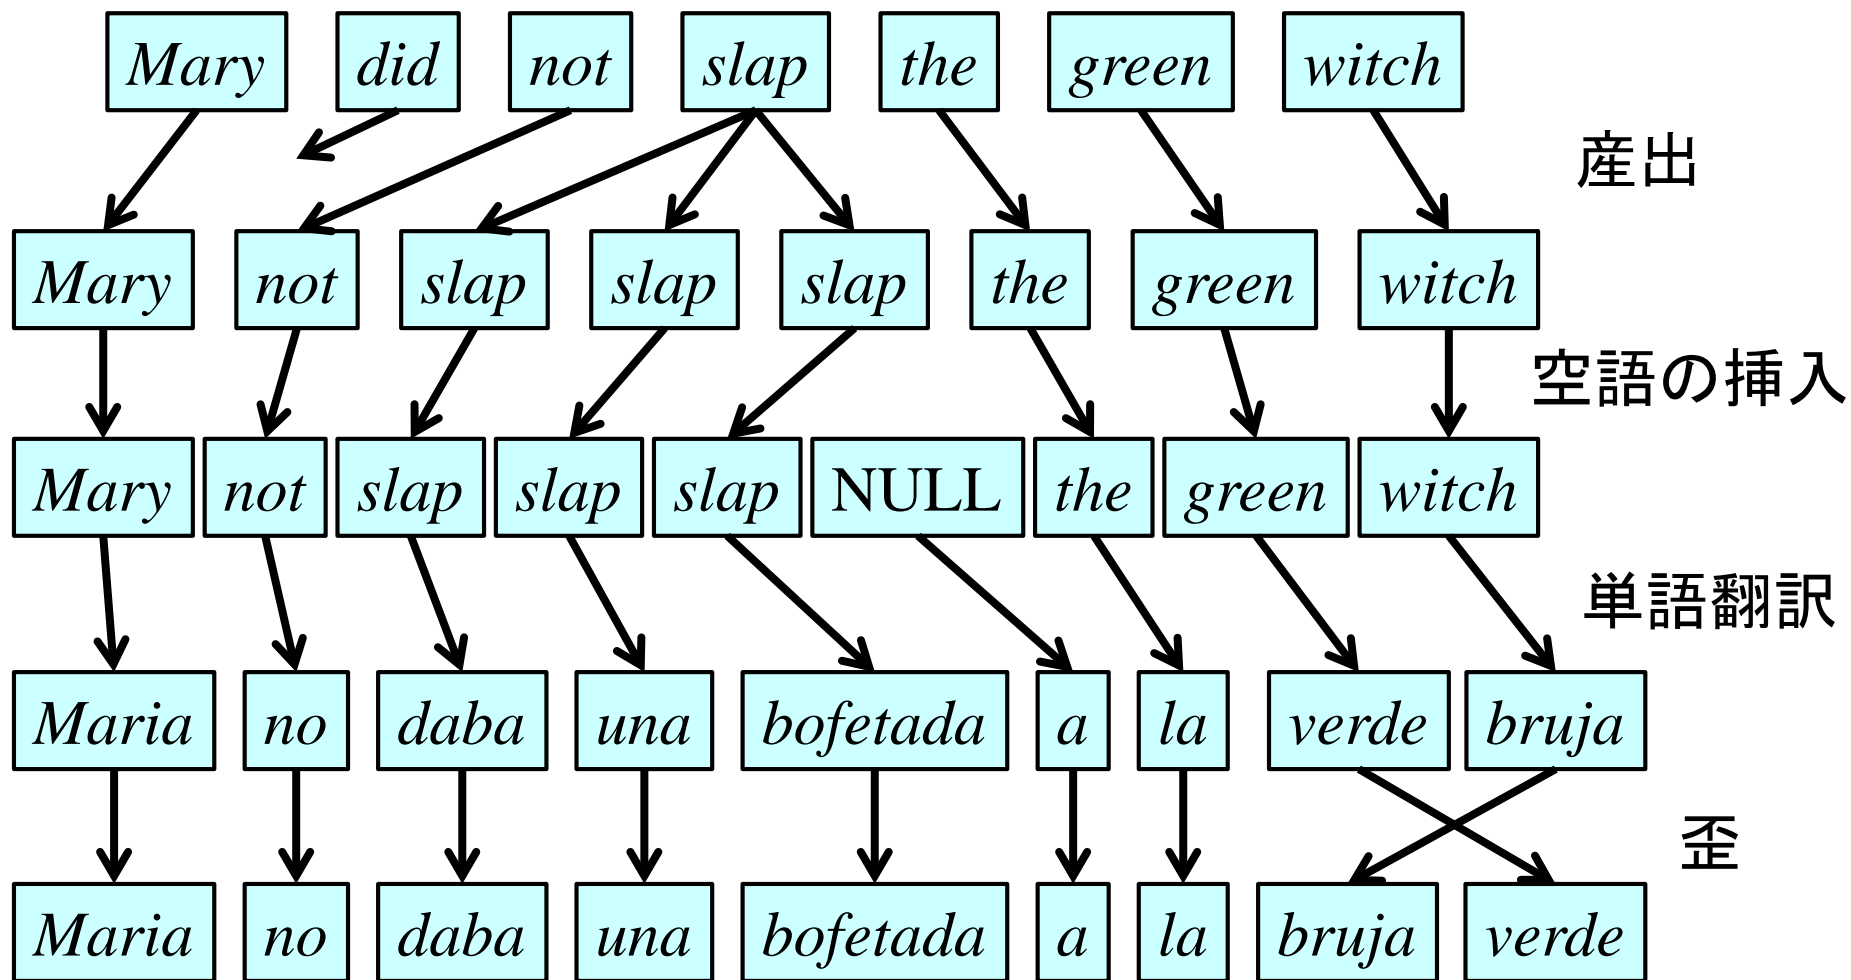 Mary did not slap the green witch
産出
Mary not slap slap slap the green witch
空語の挿入
Mary not slap slap slap NULL the green witch
単語翻訳
Maria no daba una bofetada a la verde bruja
歪
Maria no daba una bofetada a la bruja verde